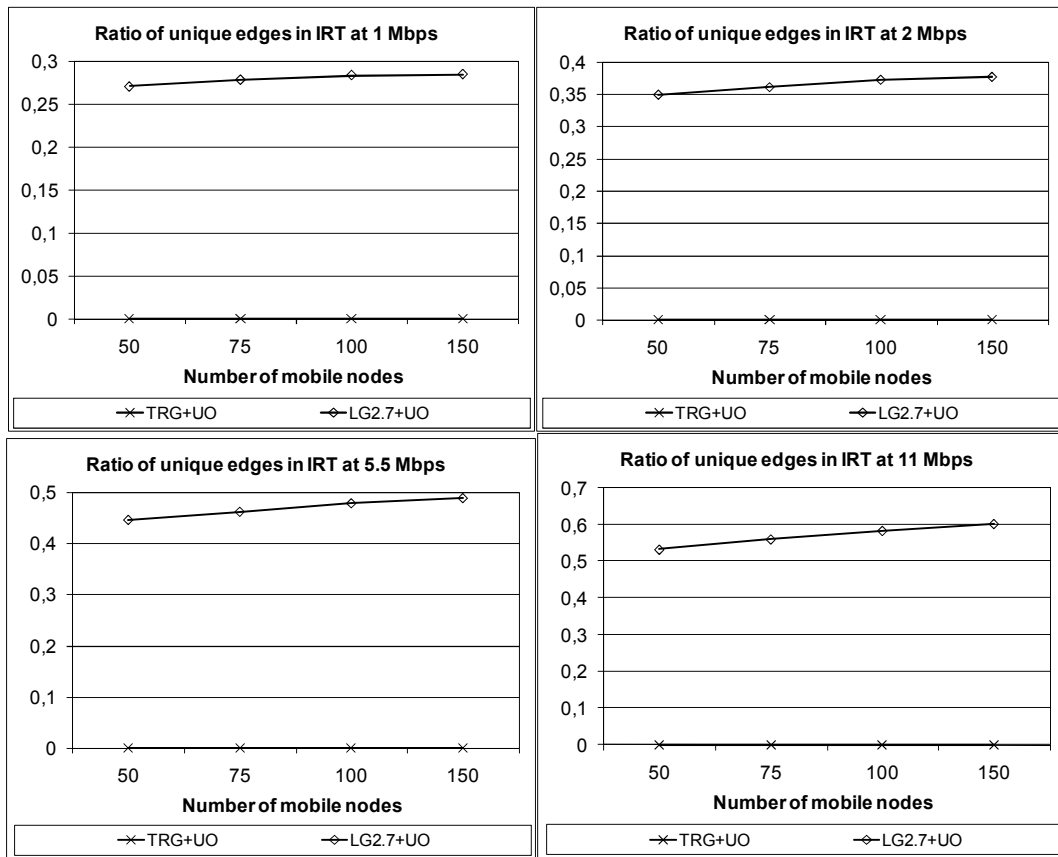 Ratio of unique edges in IRT at 1 Mbps
0,3
0,25
0,2
0,15
0,1
0,05
0
50 75 100 150
Number of mobile nodes
TRG+UO LG2.7+UO
Ratio of unique edges in IRT at 2 Mbps
0,4
0,35
0,3
0,25
0,2
0,15
0,1
0,05
0
50 75 100 150
Number of mobile nodes
TRG+UO LG2.7+UO
Ratio of unique edges in IRT at 5.5 Mbps
0,5
0,4
0,3
0,2
0,1
0
50 75 100 150
Number of mobile nodes
TRG+UO LG2.7+UO
Ratio of unique edges in IRT at 11 Mbps
0,7
0,6
0,5
0,4
0,3
0,2
0,1
0
50 75 100 150
Number of mobile nodes
TRG+UO LG2.7+UO